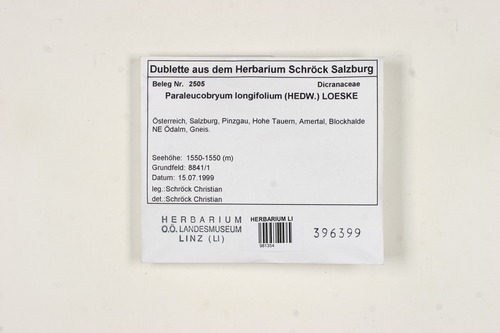 Dublette aus dem Herbarium Schröck Salzburg
Beleg Nr. 2505 Dicranaceae
Paraleucobryum longifolium (HEDW.) LOESKE
Österreich, Salzburg, Pinzgau, Hohe Tauern, Amertal, Blockhalde
NE Ödalm, Gneis.
Seehöhe: 1550-1550 (m)
Grundfeld: 8841/1
Datum: 15.07.1999
leg.:Schröck Christian
det.:Schröck Christian
HERBARIUM
O.Ö. LANDESMUSEUM
LINZ (LI)
HERBARIUM LI
981354
396399